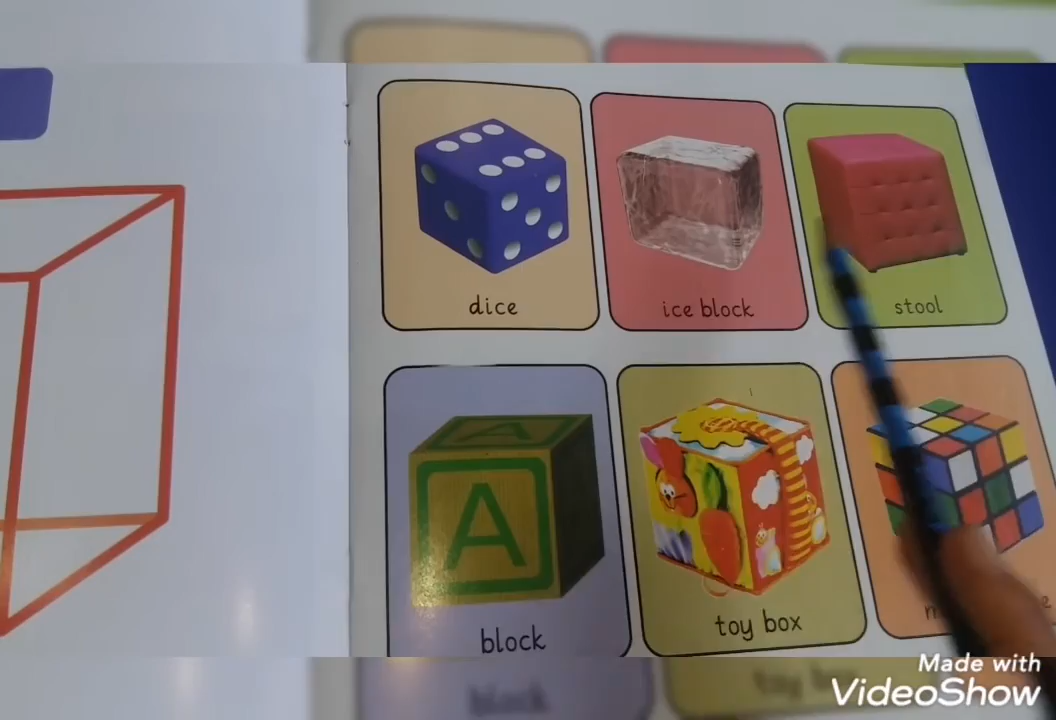 dice
ice block
stool
A
A
block
toy box
Made with
VideoShow